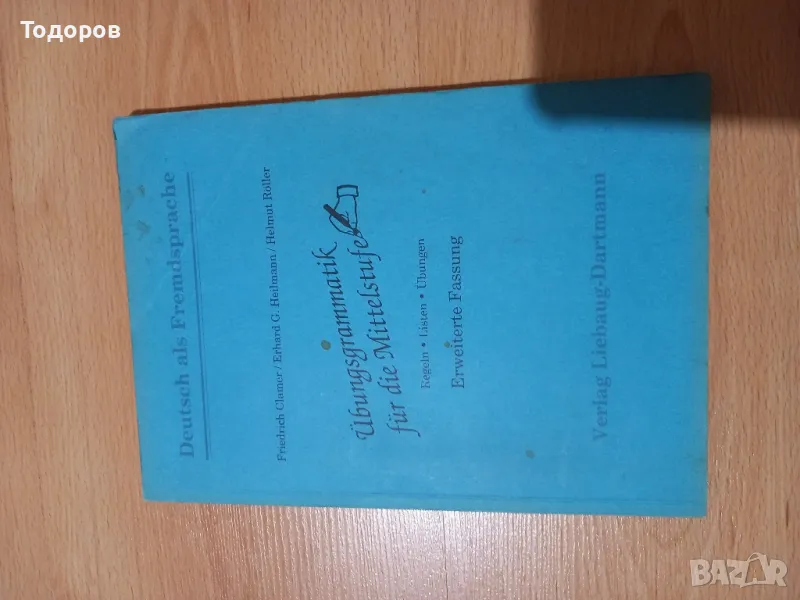 Тодоров
Deutsch als Fremdsprache
Friedrich Clamer/Erhard G. Heilmann/Helmut Röller
Übungsgrammatik
für die Mittelstufe
Regeln • Listen • Übungen
Erweiterte Fassung
Verlag Liebaug-Dartmann
BAZAR